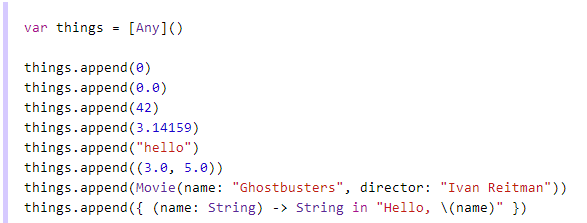 var things = [Any]()
things.append(0)
things.append(0.0)
things.append(42)
things.append(3.14159)
things.append("hello")
things.append((3.0, 5.0))
things.append(Movie(name: "Ghostbusters", director: "Ivan Reitman"))
things.append({ (name: String) -> String in "Hello, \(name)" })